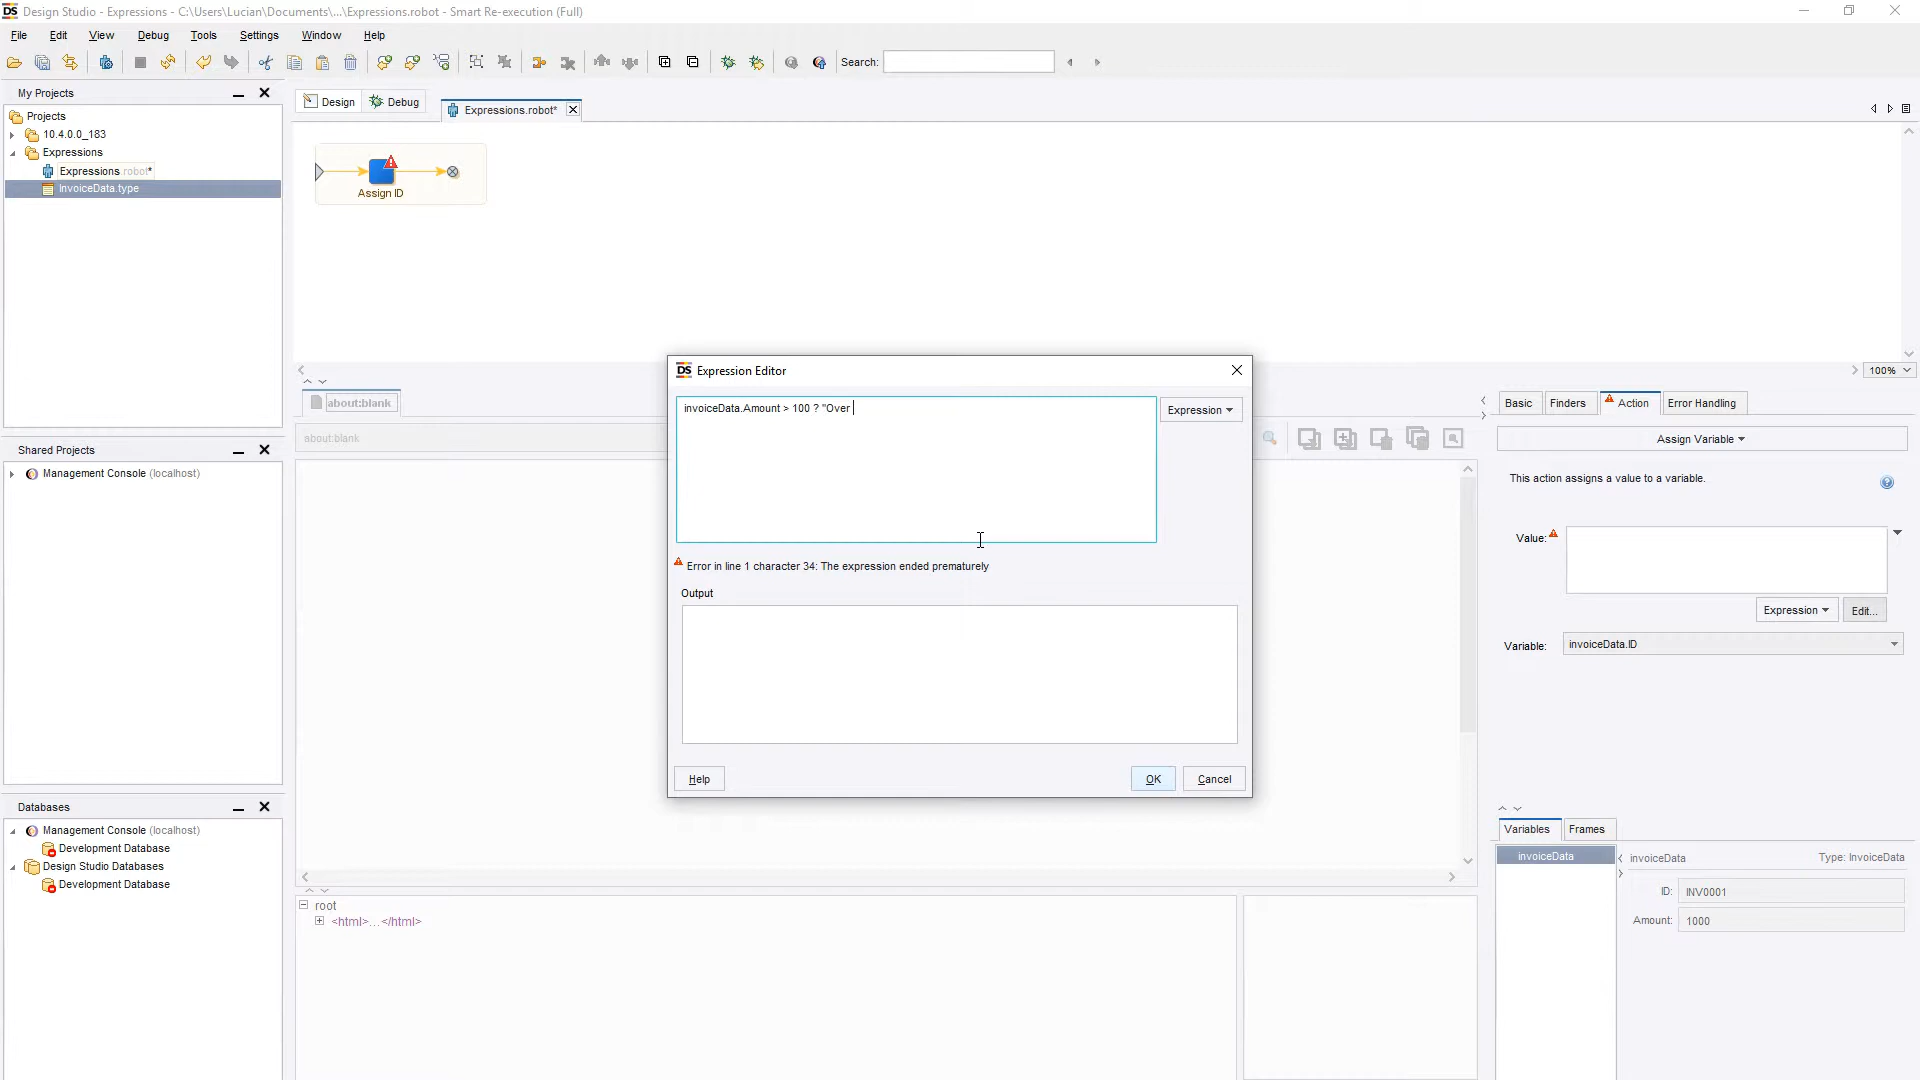 DS Design Studio - Expressions - C:\Users\Lucian\Documents\...\Expressions.robot - Smart Re-execution (Full)
File Edit View Debug Tools Settings Window Help
Search:
My Projects
Projects
10.4.0.0_183
Expressions
Expressions.robot*
InvoiceData.type
Design Debug Expressions.robot*
Assign ID
100%
about:blank
about:blank
Shared Projects
Management Console (localhost)
Databases
Management Console (localhost)
Development Database
Design Studio Databases
Development Database
DS Expression Editor
invoiceData.Amount > 100 ? "Over
Expression
Error in line 1 character 34: The expression ended prematurely
Output
Help OK Cancel
root
<html>...</html>
Basic Finders Action Error Handling
Assign Variable
This action assigns a value to a variable.
Value:
Expression Edit...
Variable: invoiceData.ID
Variables Frames
invoiceData
invoiceData Type: InvoiceData
ID: INV0001
Amount: 1000